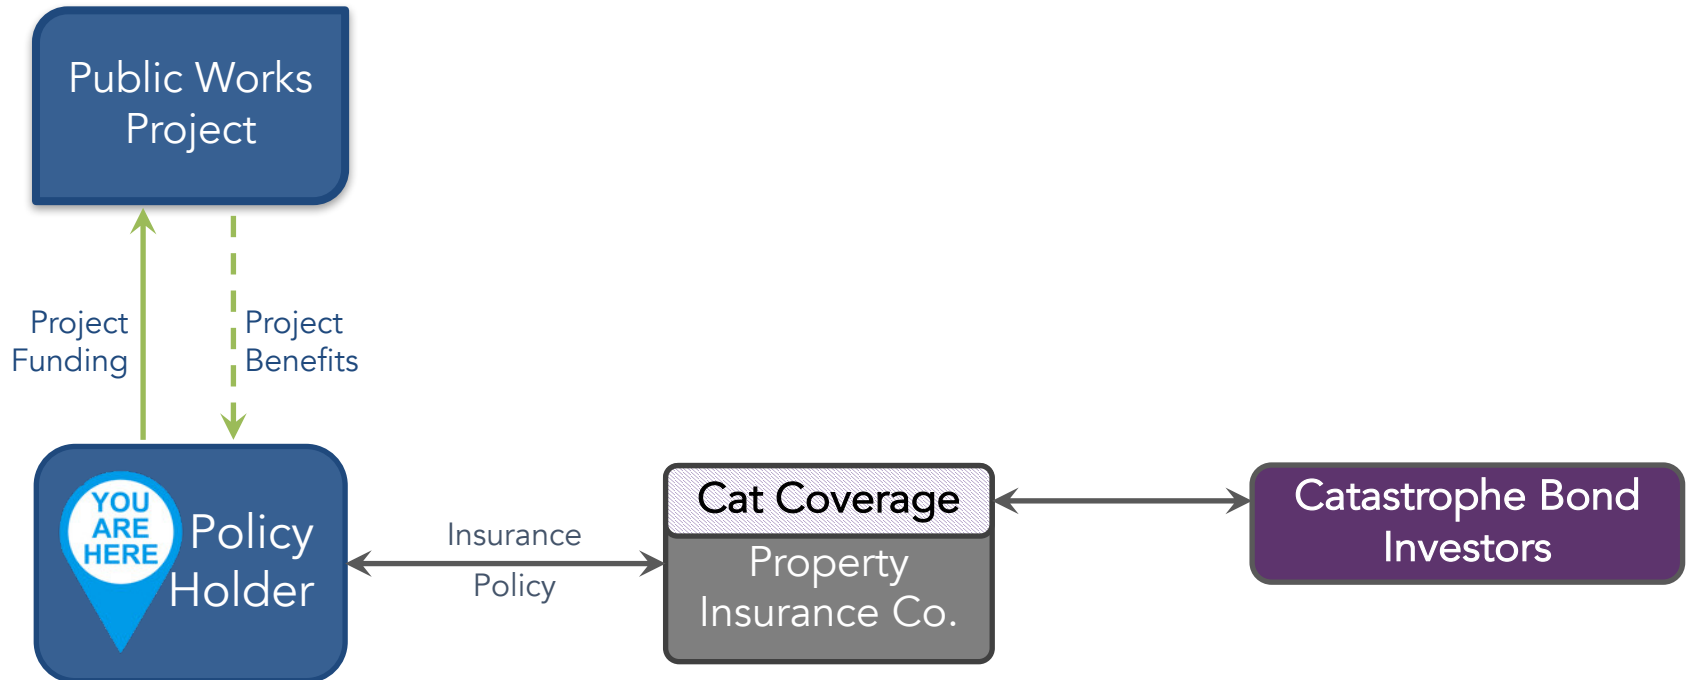 Public Works
Project
Project
Funding
Project
Benefits
YOU
ARE
HERE
Policy
Holder
Insurance
Policy
Cat Coverage
Property
Insurance Co.
Catastrophe Bond
Investors